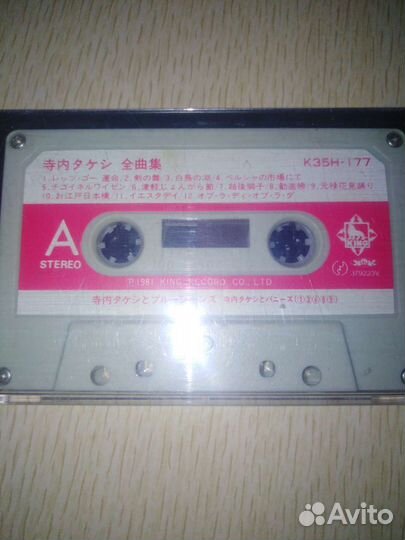 寺内タケシ 全曲集
K35H-177
1.レッツ・ゴー運命/2.剣の舞/3.白鳥の湖/4.ペルシャの市場にて
5.チゴイネルワイゼン/6.津軽じょんがら節/7.越後獅子/8.勧進帳/9.元禄花見踊り
10.お江戸日本橋/11.イエスタデイ/12.オブ・ラ・ディ・オブ・ラ・ダ
KING
A
STEREO
P 1981 KING RECORD CO., LTD.
寺内タケシとブルージーンズ 寺内タケシとバニーズ
Avito